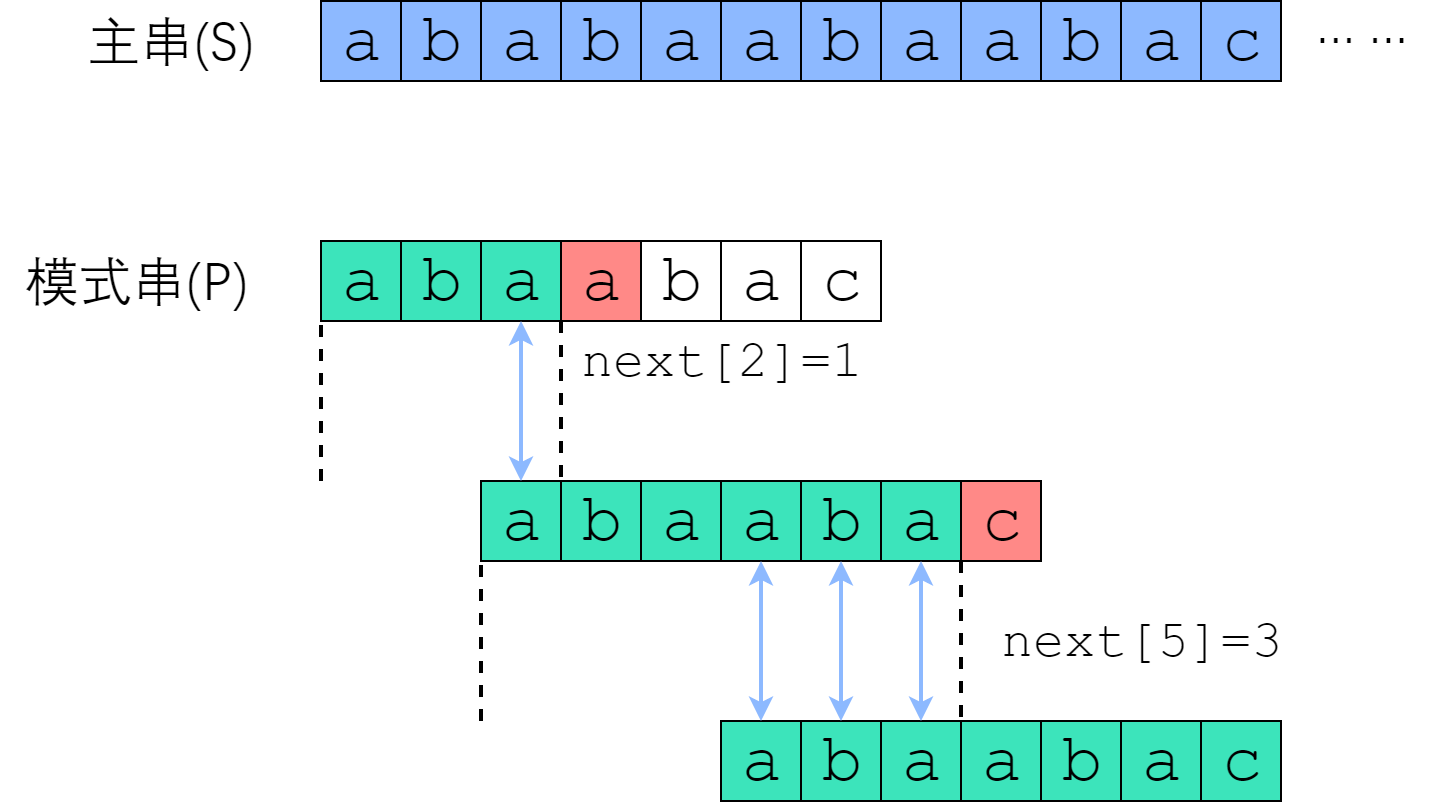 主串(S) a b a b a a b a a b a c … …
模式串(P) a b a a b a c
next[2]=1
a b a a b a c
next[5]=3
a b a a b a c